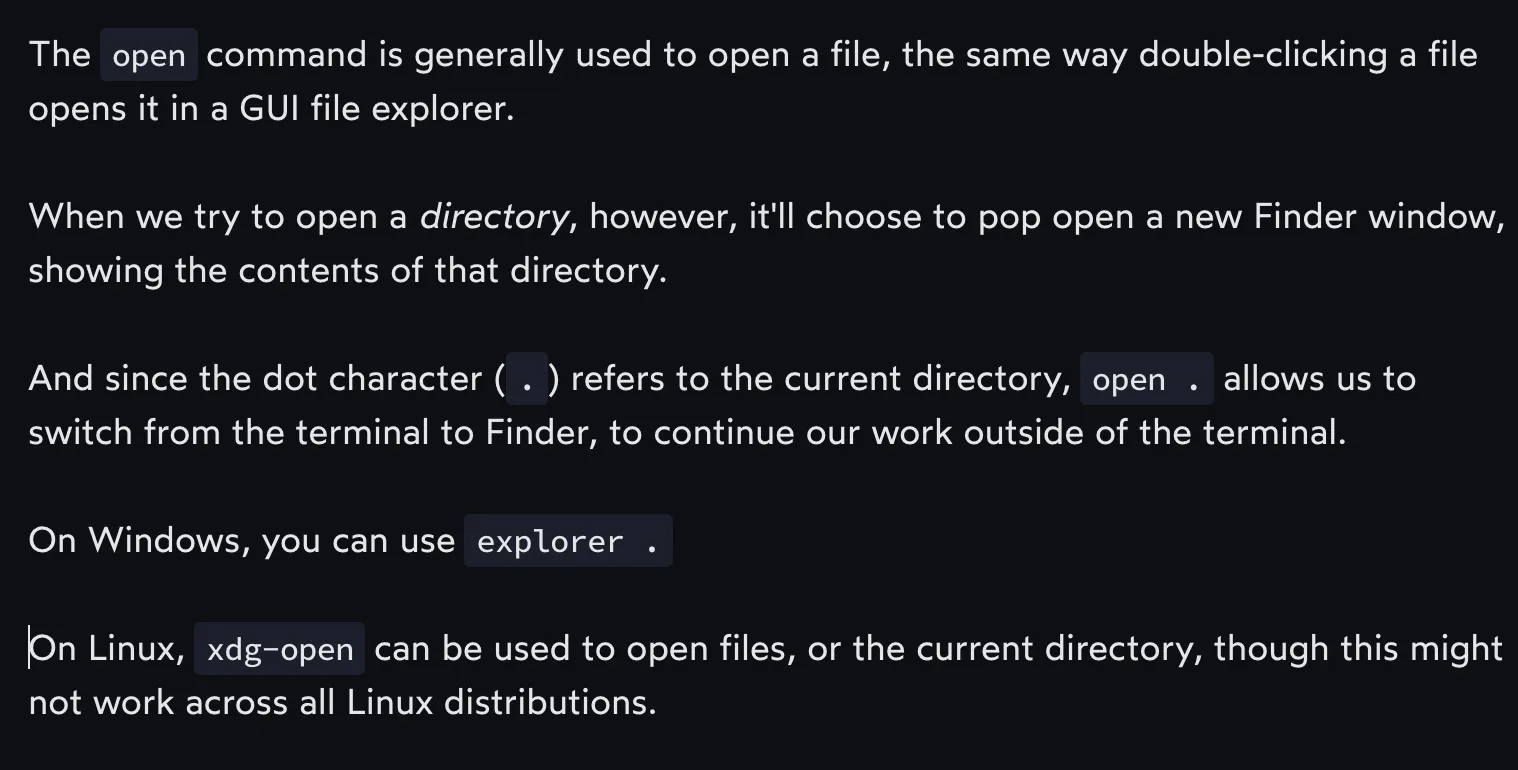 The open command is generally used to open a file, the same way double-clicking a file
opens it in a GUI file explorer.
When we try to open a directory, however, it'll choose to pop open a new Finder window,
showing the contents of that directory.
And since the dot character (.) refers to the current directory, open . allows us to
switch from the terminal to Finder, to continue our work outside of the terminal.
On Windows, you can use explorer .
On Linux, xdg-open can be used to open files, or the current directory, though this might
not work across all Linux distributions.